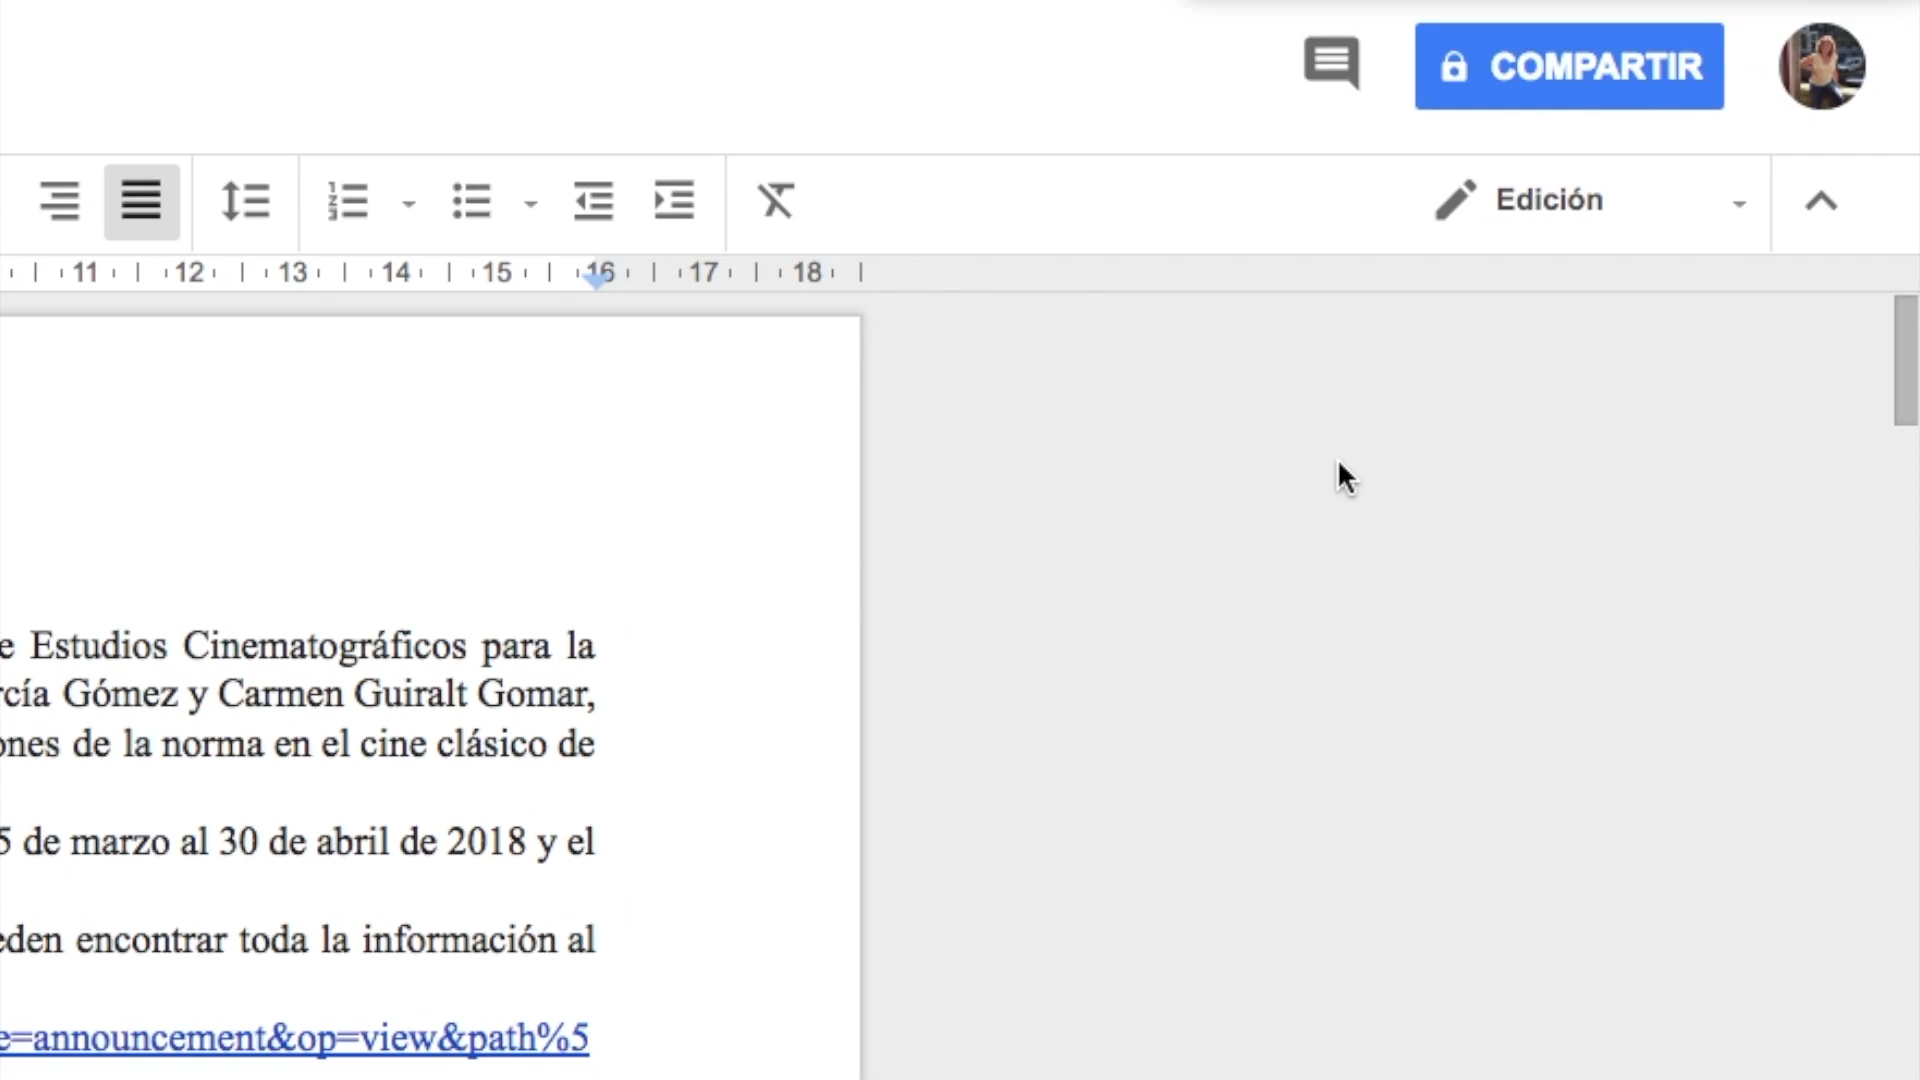 COMPARTIR
Edición
11 12 13 14 15 16 17 18
e Estudios Cinematográficos para la
rcía Gómez y Carmen Guiralt Gomar,
ones de la norma en el cine clásico de
5 de marzo al 30 de abril de 2018 y el
eden encontrar toda la información al
e=announcement&op=view&path%5